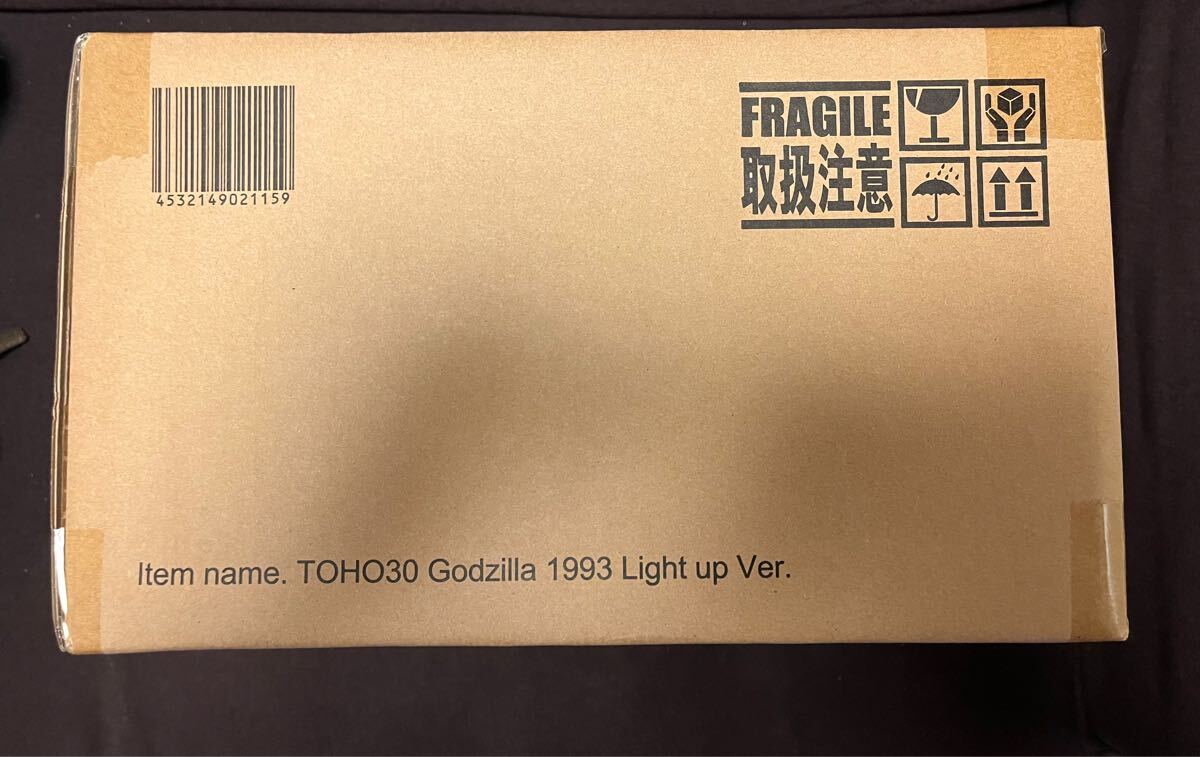 4532149021159
FRAGILE
取扱注意
Item name. TOHO30 Godzilla 1993 Light up Ver.